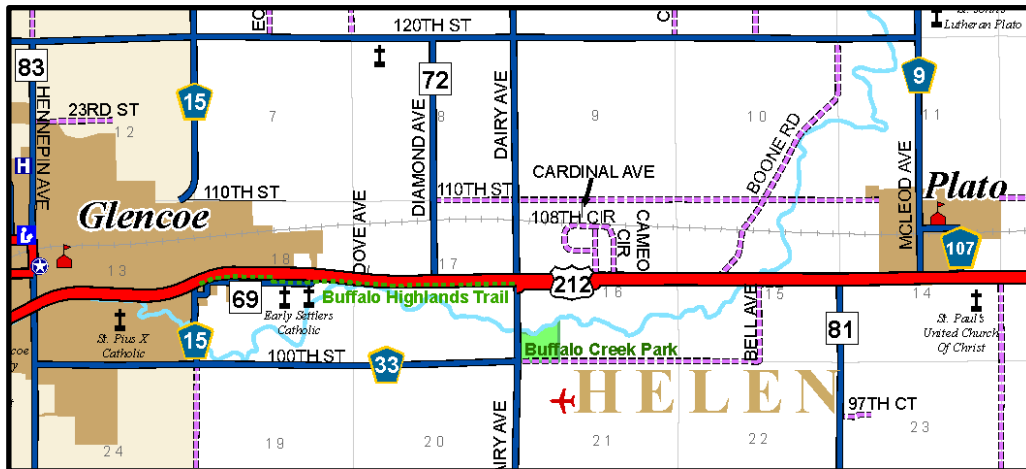 St. John's
Lutheran Plato
EC
C
120TH ST
83
72
9
15
HENNEPIN AVE
23RD ST
12
7
8
9
10
11
DIAMOND AVE
DAIRY AVE
BOONE RD
MCLEOD AVE
H
110TH ST
110TH ST
CARDINAL AVE
Glencoe
Plato
DOVE AVE
108TH CIR
CAMEO
CIR
107
13
18
17
212
16
15
14
69
Buffalo Highlands Trail
Early Settlers
Catholic
St. Pius X
Catholic
BELL AVE
81
St. Paul's
United Church
Of Christ
15
100TH ST
33
Buffalo Creek Park
HELEN
97TH CT
AIRY AVE
24
19
20
21
22
23